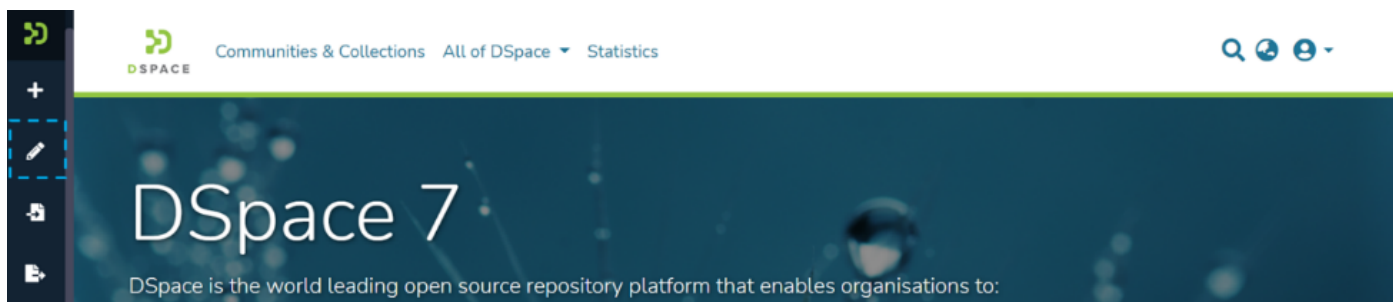 DSPACE
Communities & Collections All of DSpace Statistics
DSpace 7
DSpace is the world leading open source repository platform that enables organisations to: